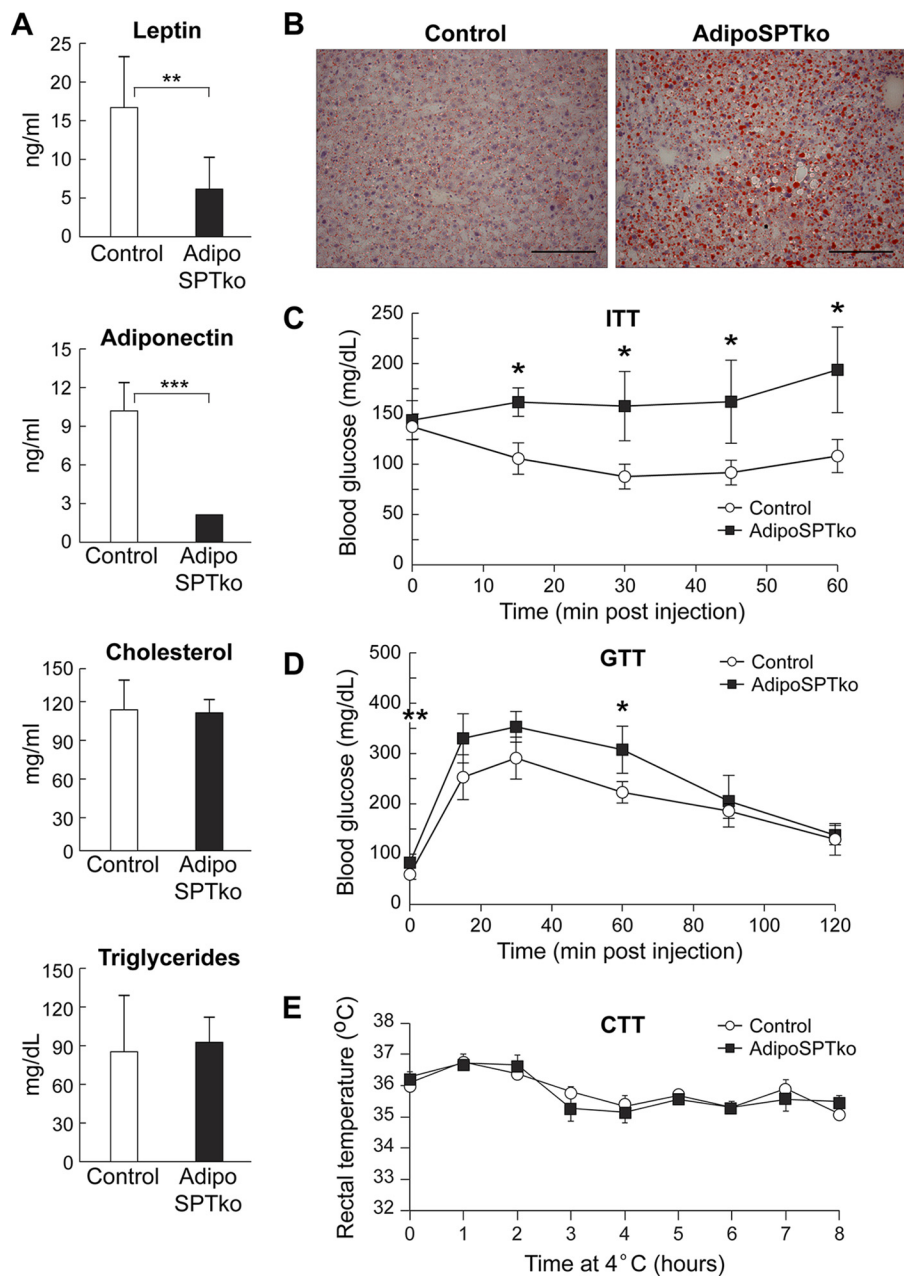 A
Leptin
25
20
15
10
5
0
ng/ml
**
Control
Adipo
SPTko
Adiponectin
15
12
9
6
3
0
ng/ml
***
Control
Adipo
SPTko
Cholesterol
150
120
90
60
30
0
mg/ml
Control
Adipo
SPTko
Triglycerides
150
120
90
60
30
0
mg/dL
Control
Adipo
SPTko
B
Control
AdipoSPTko
C
ITT
250
200
150
100
50
0
Blood glucose (mg/dL)
*
*
*
*
Control
AdipoSPTko
0 10 20 30 40 50 60
Time (min post injection)
D
GTT
500
400
300
200
100
0
Blood glucose (mg/dL)
**
*
Control
AdipoSPTko
0 20 40 60 80 100 120
Time (min post injection)
E
CTT
38
37
36
35
34
33
32
Rectal temperature (°C)
Control
AdipoSPTko
0 1 2 3 4 5 6 7 8
Time at 4°C (hours)